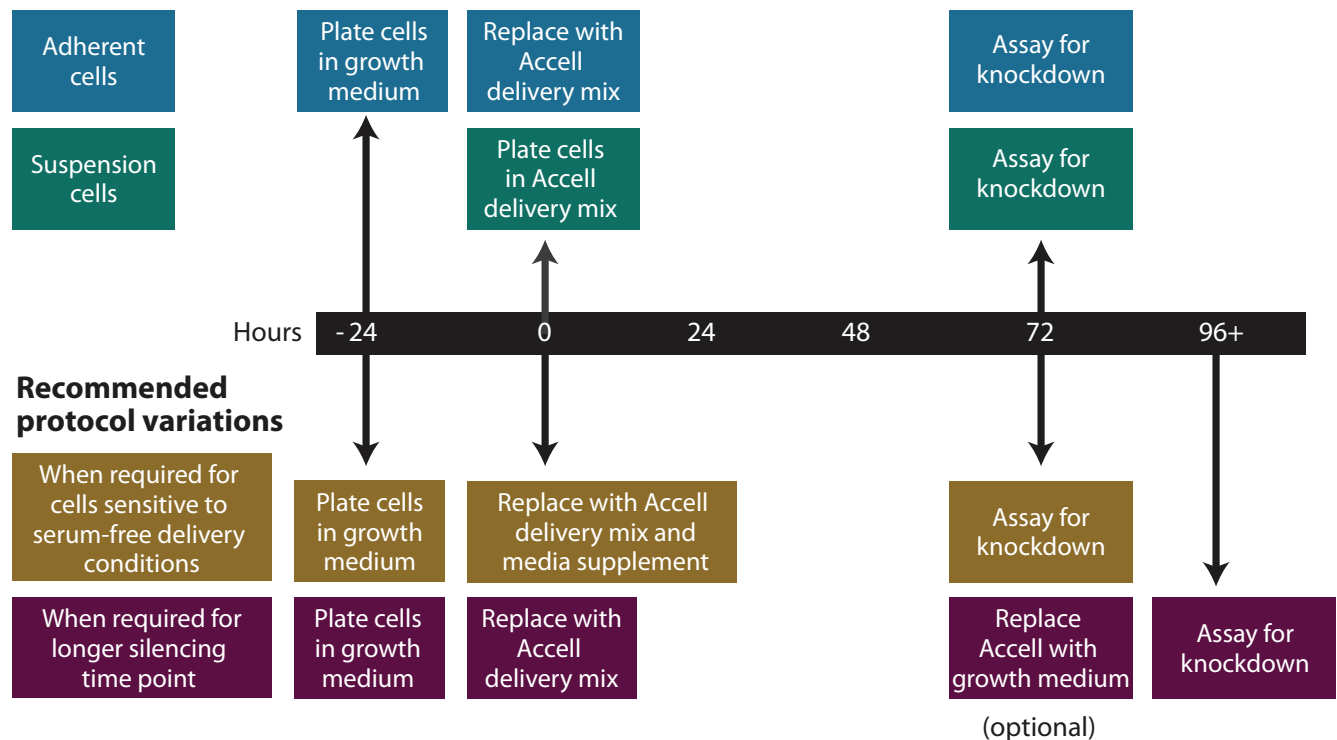 Adherent
cells
Plate cells
in growth
medium
Replace with
Accell
delivery mix
Assay for
knockdown
Suspension
cells
Plate cells
in Accell
delivery mix
Assay for
knockdown
Hours
- 24
0
24
48
72
96+
Recommended
protocol variations
When required for
cells sensitive to
serum-free delivery
conditions
Plate cells
in growth
medium
Replace with Accell
delivery mix and
media supplement
Assay for
knockdown
When required for
longer silencing
time point
Plate cells
in growth
medium
Replace with
Accell
delivery mix
Replace
Accell with
growth medium
(optional)
Assay for
knockdown